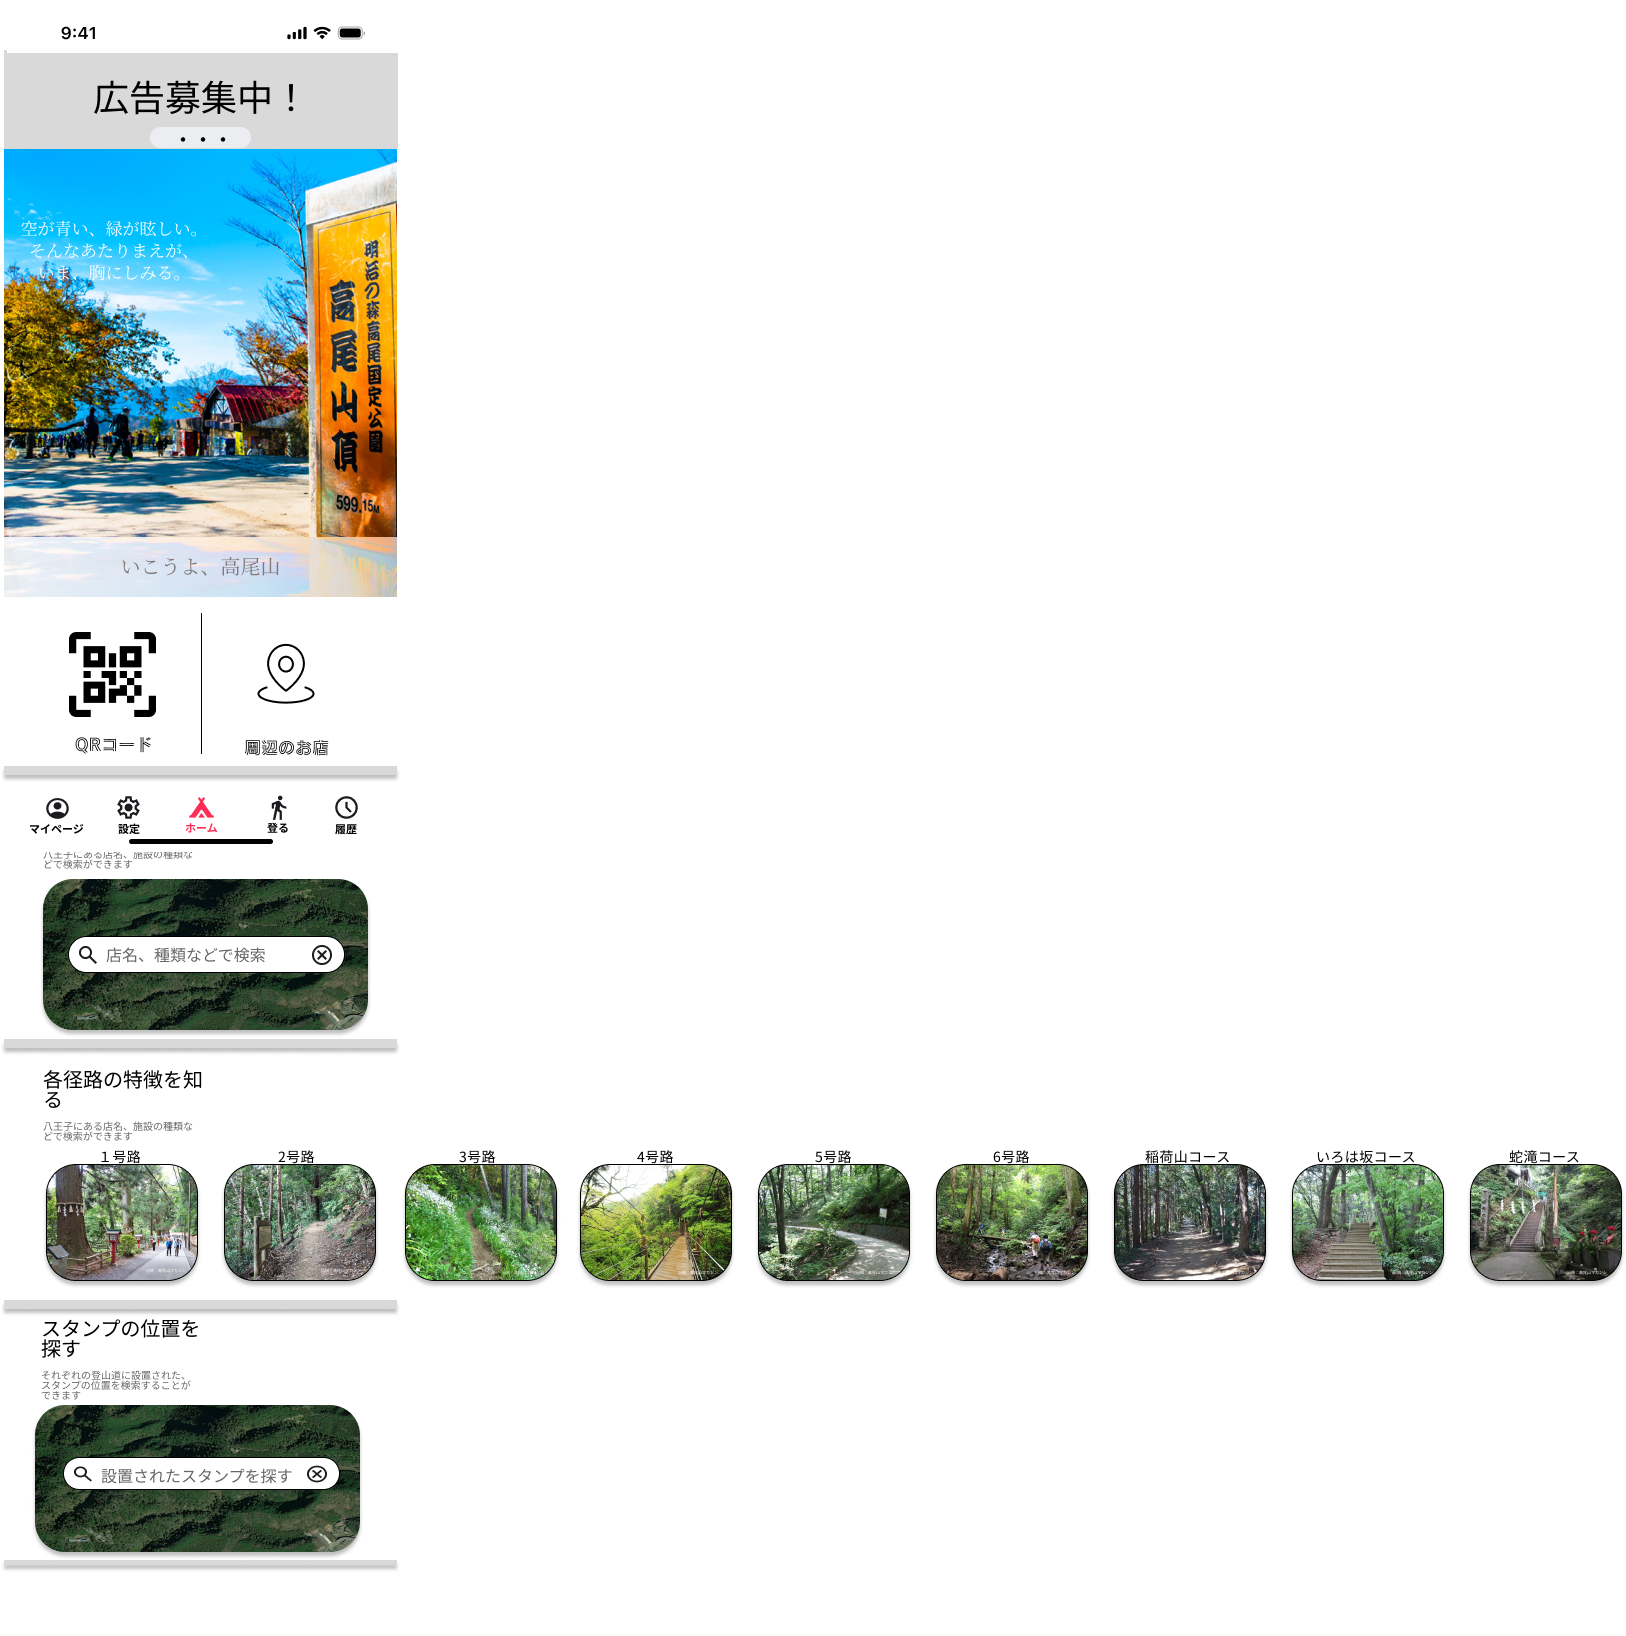 9:41
広告募集中！
空が青い、緑が眩しい。
そんなあたりまえが、
いま、胸にしみる。
明治の森高尾国定公園
高尾山頂
599.15M
いこうよ、高尾山
QRコード
周辺のお店
マイページ
設定
ホーム
登る
履歴
八王子にある店名、施設の種類な
どで検索ができます
店名、種類などで検索
各径路の特徴を知
る
八王子にある店名、施設の種類な
どで検索ができます
１号路
2号路
3号路
4号路
5号路
6号路
稲荷山コース
いろは坂コース
蛇滝コース
スタンプの位置を
探す
それぞれの登山道に設置された、
スタンプの位置を検索することが
できます
設置されたスタンプを探す